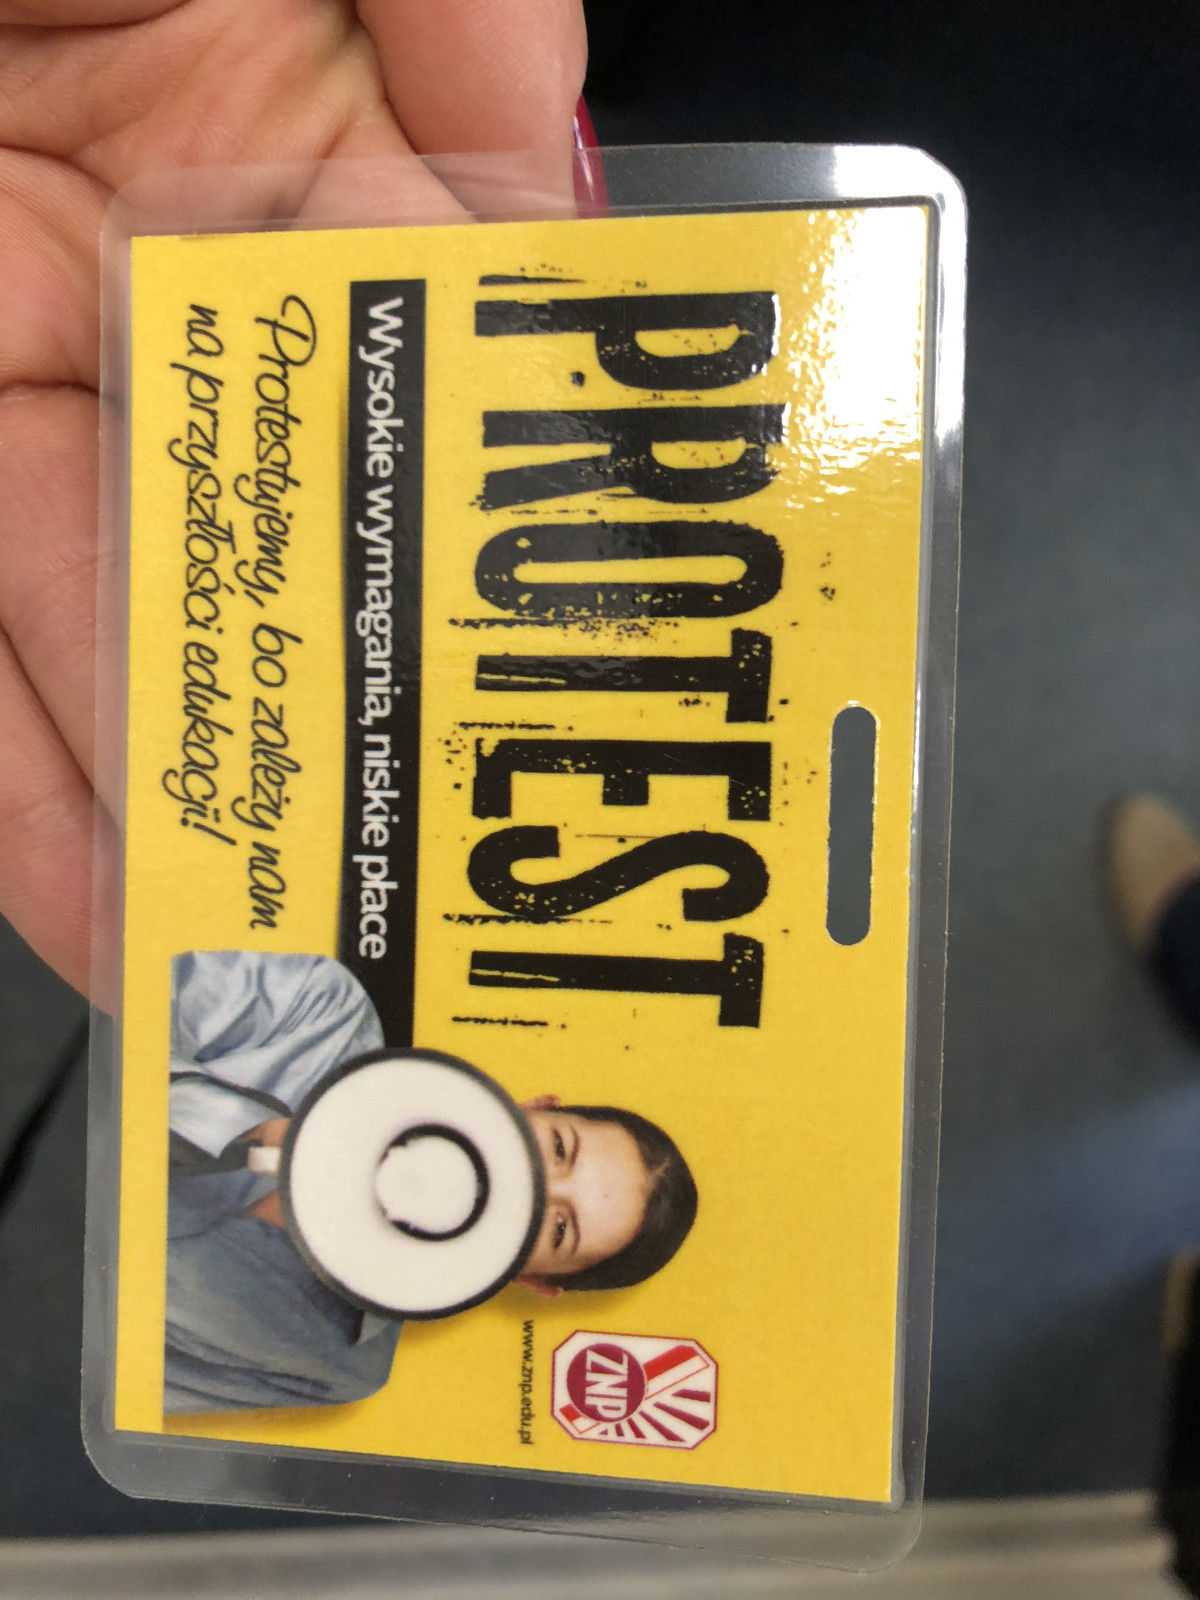 PROTEST
Wysokie wymagania, niskie płace
Protestujemy, bo zależy nam
na przyszłości edukacji!
ZNP
www.znp.edu.pl